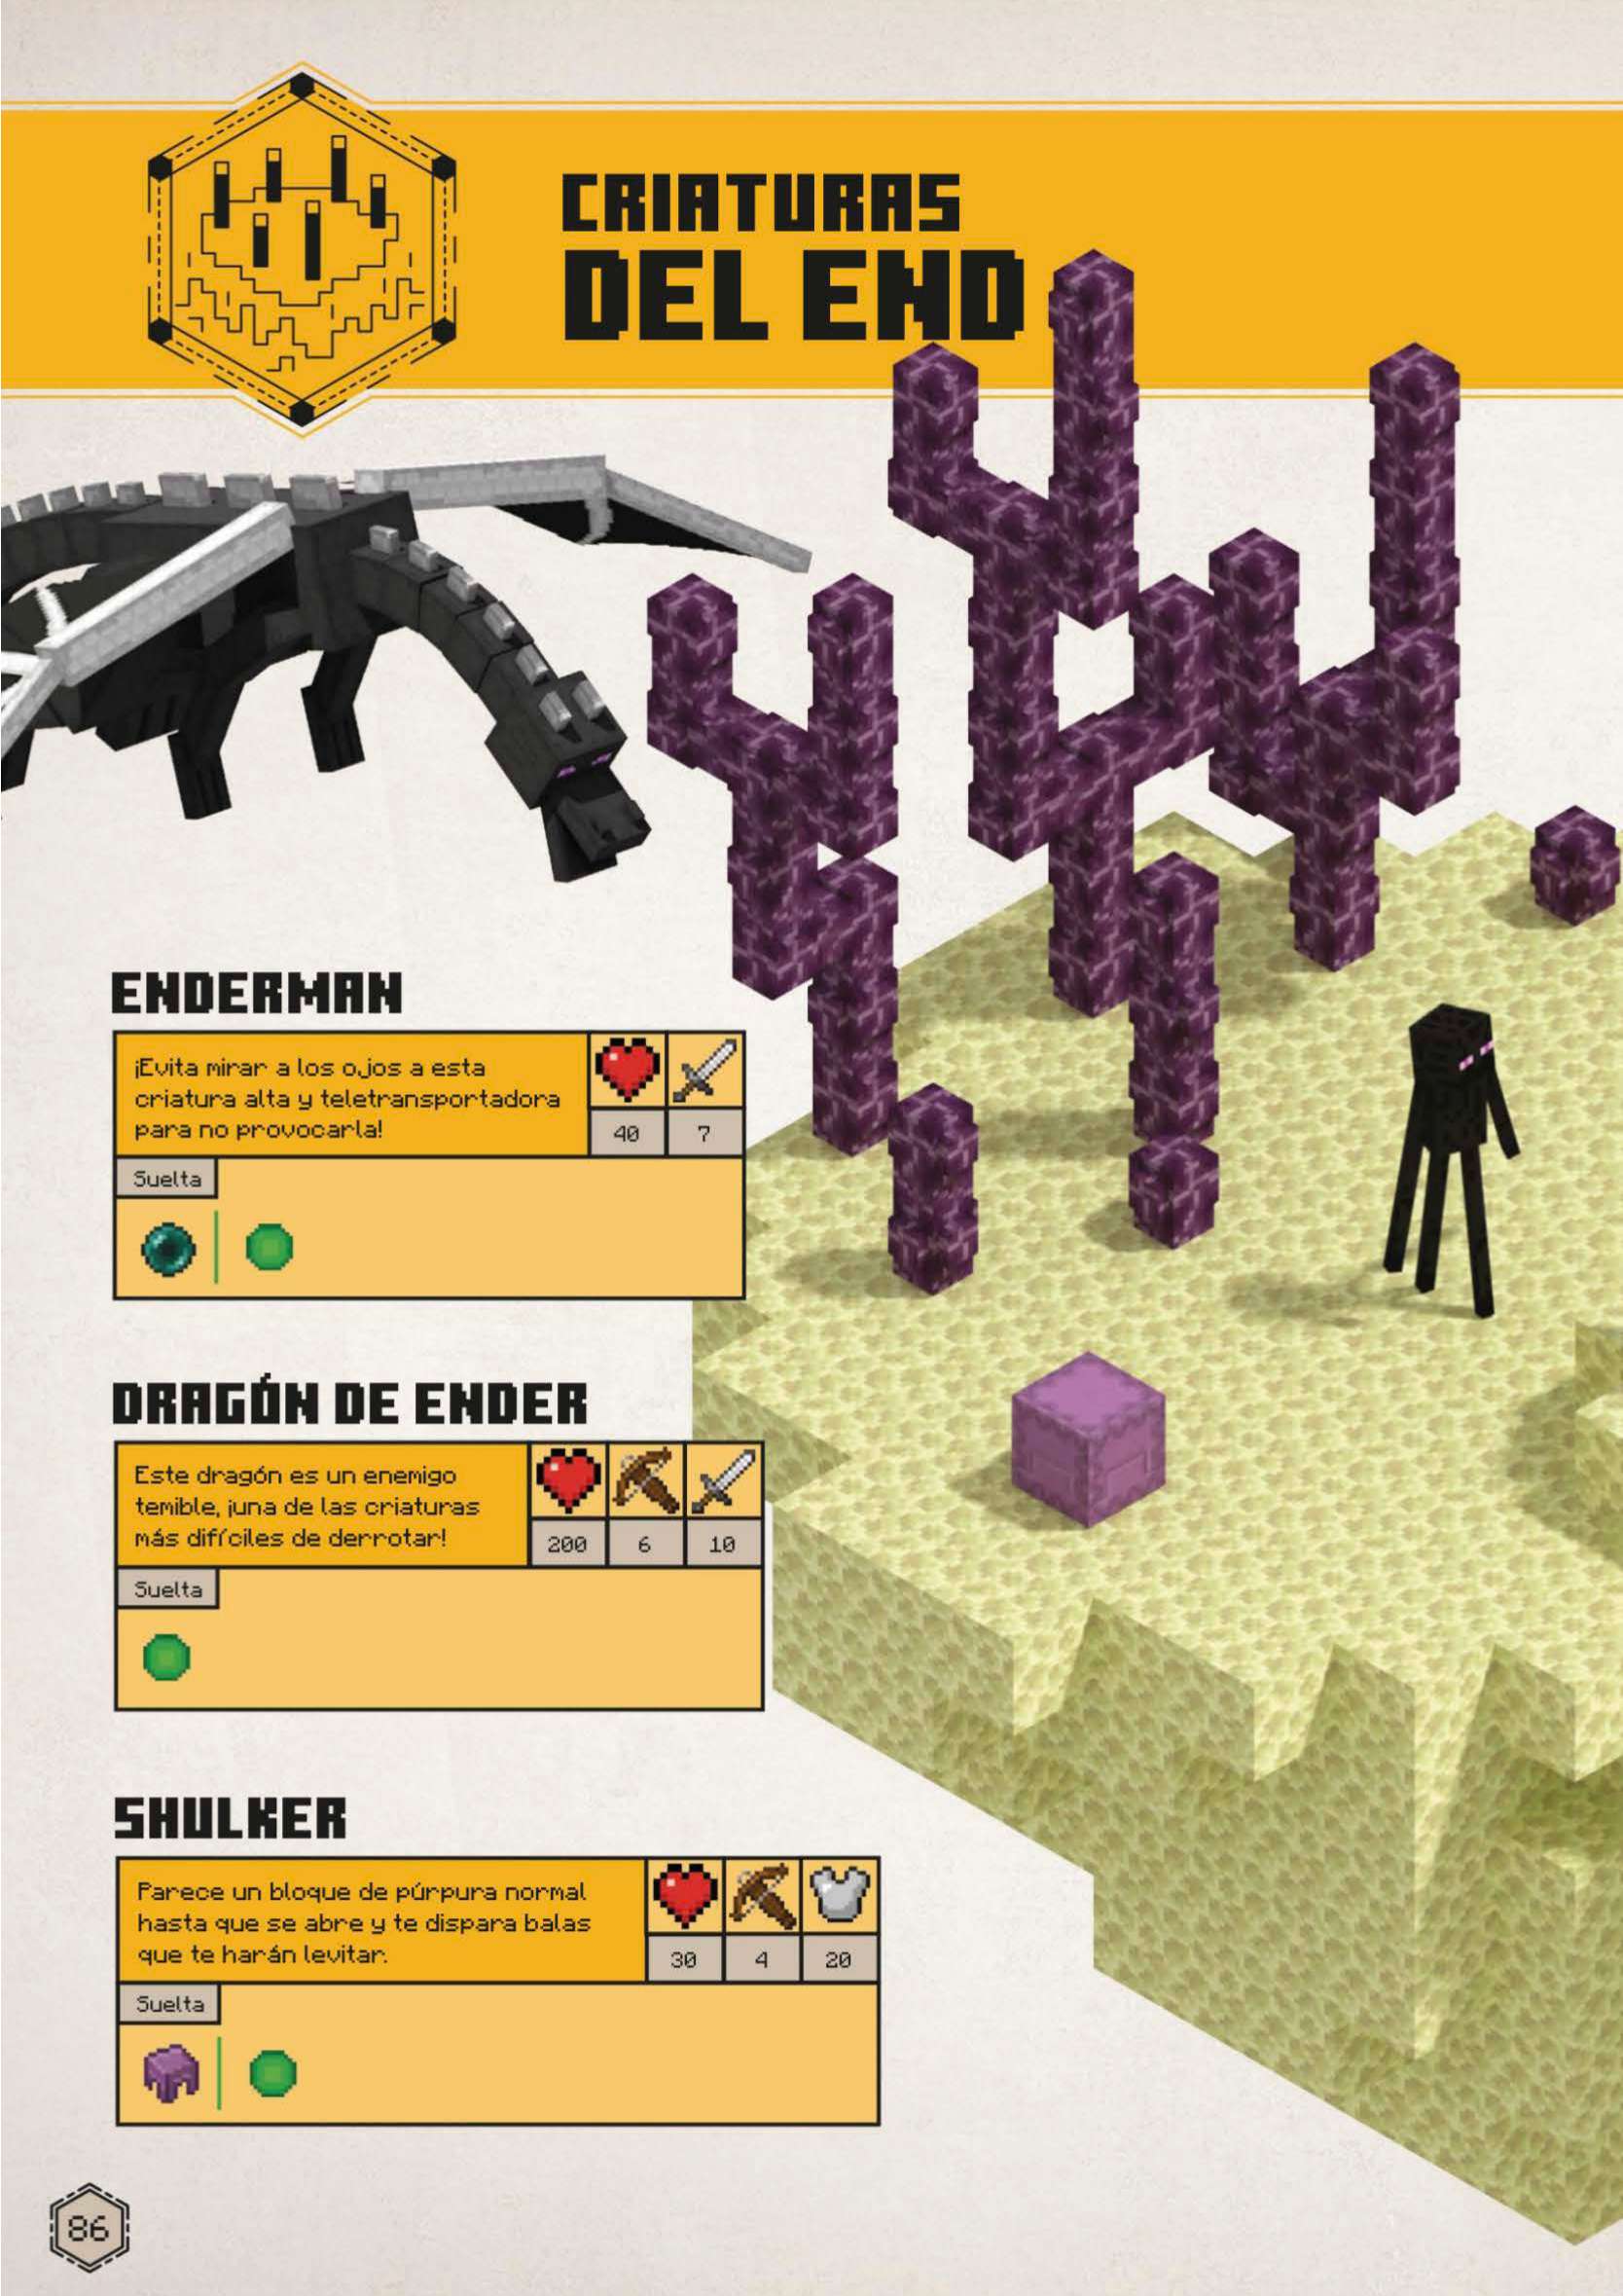 CRIATURAS
DEL END
ENDERMAN
¡Evita mirar a los ojos a esta
criatura alta y teletransportadora
para no provocarla!
40 7
Suelta
DRAGÓN DE ENDER
Este dragón es un enemigo
temible, ¡una de las criaturas
más difíciles de derrotar!
200 6 10
Suelta
SHULKER
Parece un bloque de púrpura normal
hasta que se abre y te dispara balas
que te harán levitar.
30 4 20
Suelta
86